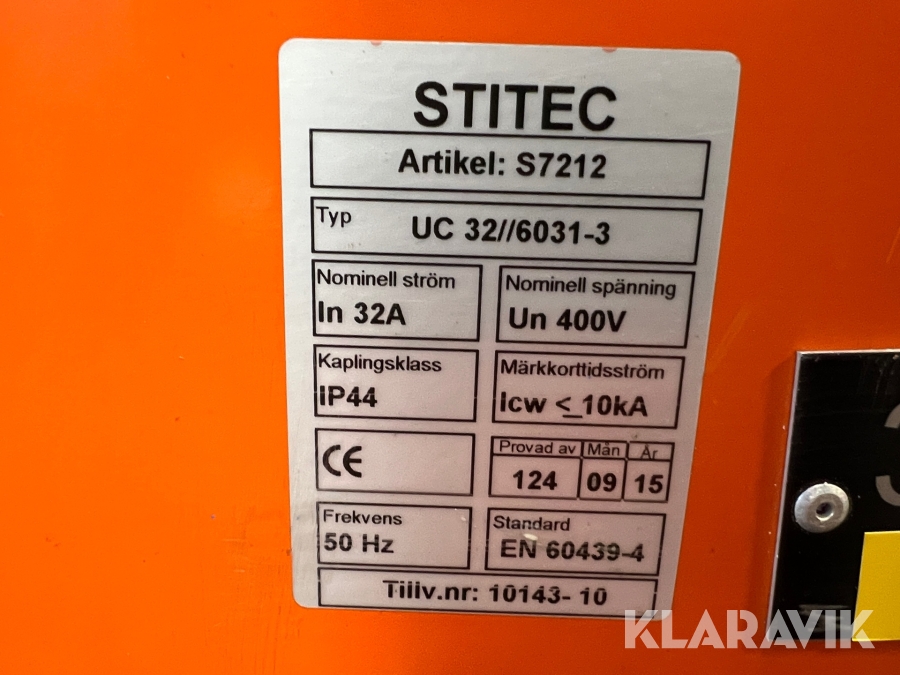 STITEC
Artikel: S7212
Typ UC 32//6031-3
Nominell ström Nominell spänning
In 32A Un 400V
Kaplingsklass Märkkorttidsström
IP44 Icw <_10kA
CE Provad av Mån År
124 09 15
Frekvens Standard
50 Hz EN 60439-4
Tillv.nr: 10143- 10
KLARAVIK